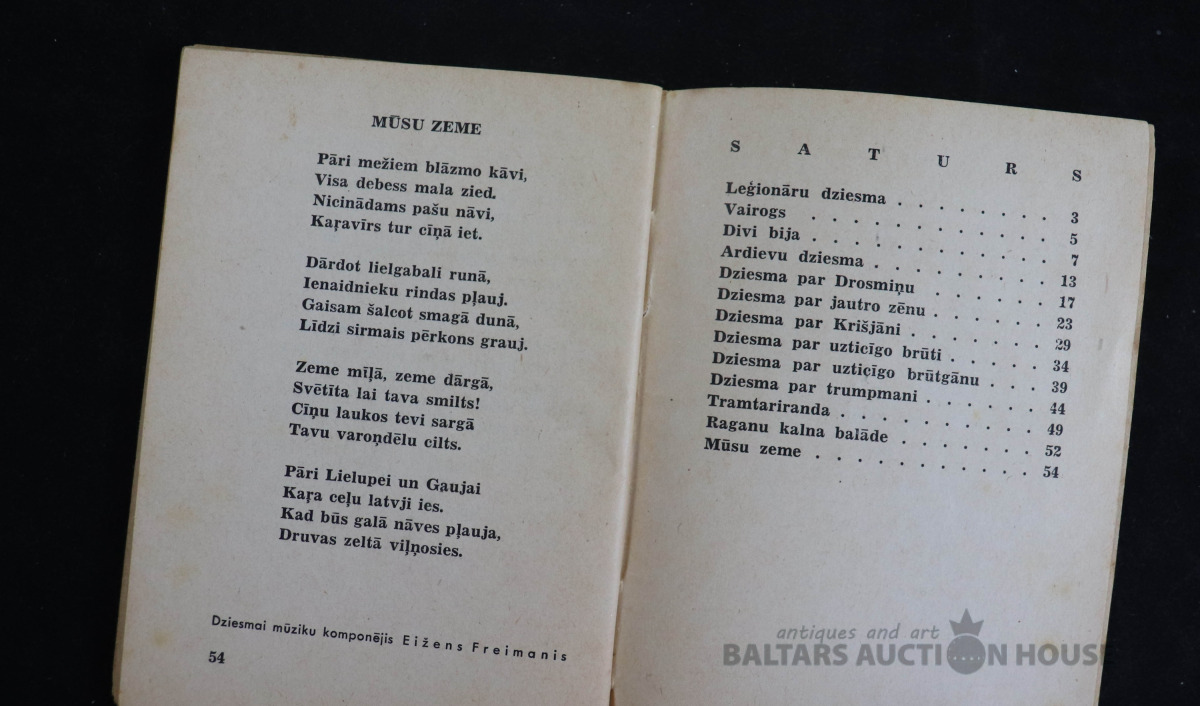 MŪSU ZEME
Pāri mežiem blāzmo kāvi,
Visa debess mala zied.
Nicinādams pašu nāvi,
Kaŗavīrs tur cīņā iet.
Dārdot lielgabali runā,
Ienaidnieku rindas pļauj.
Gaisam šalcot smagā dunā,
Līdzi sirmais pērkons grauj.
Zeme mīļā, zeme dārgā,
Svētīta lai tava smilts!
Cīņu laukos tevi sargā
Tavu varoņdēlu cilts.
Pāri Lielupei un Gaujai
Kaŗa ceļu latvji ies.
Kad būs galā nāves pļauja,
Druvas zeltā viļņosies.
Dziesmai mūziku komponējis Eižens Freimanis
54
SATURS
Leģionāru dziesma . . . . . . . . 3
Vairogs . . . . . . . . . . . 5
Divi bija . . . . . . . . . . . 7
Ardievu dziesma . . . . . . . . 13
Dziesma par Drosmiņu . . . . . . 17
Dziesma par jautro zēnu . . . . . . 23
Dziesma par Krišjāni . . . . . . . 29
Dziesma par uzticīgo brūti . . . . . 34
Dziesma par uzticīgo brūtgānu . . . 39
Dziesma par trumpmani . . . . . . 44
Tramtariranda . . . . . . . . . 49
Raganu kalna balāde . . . . . . . 52
Mūsu zeme . . . . . . . . . . 54
antiques and art
BALTARS AUCTION HOUSE